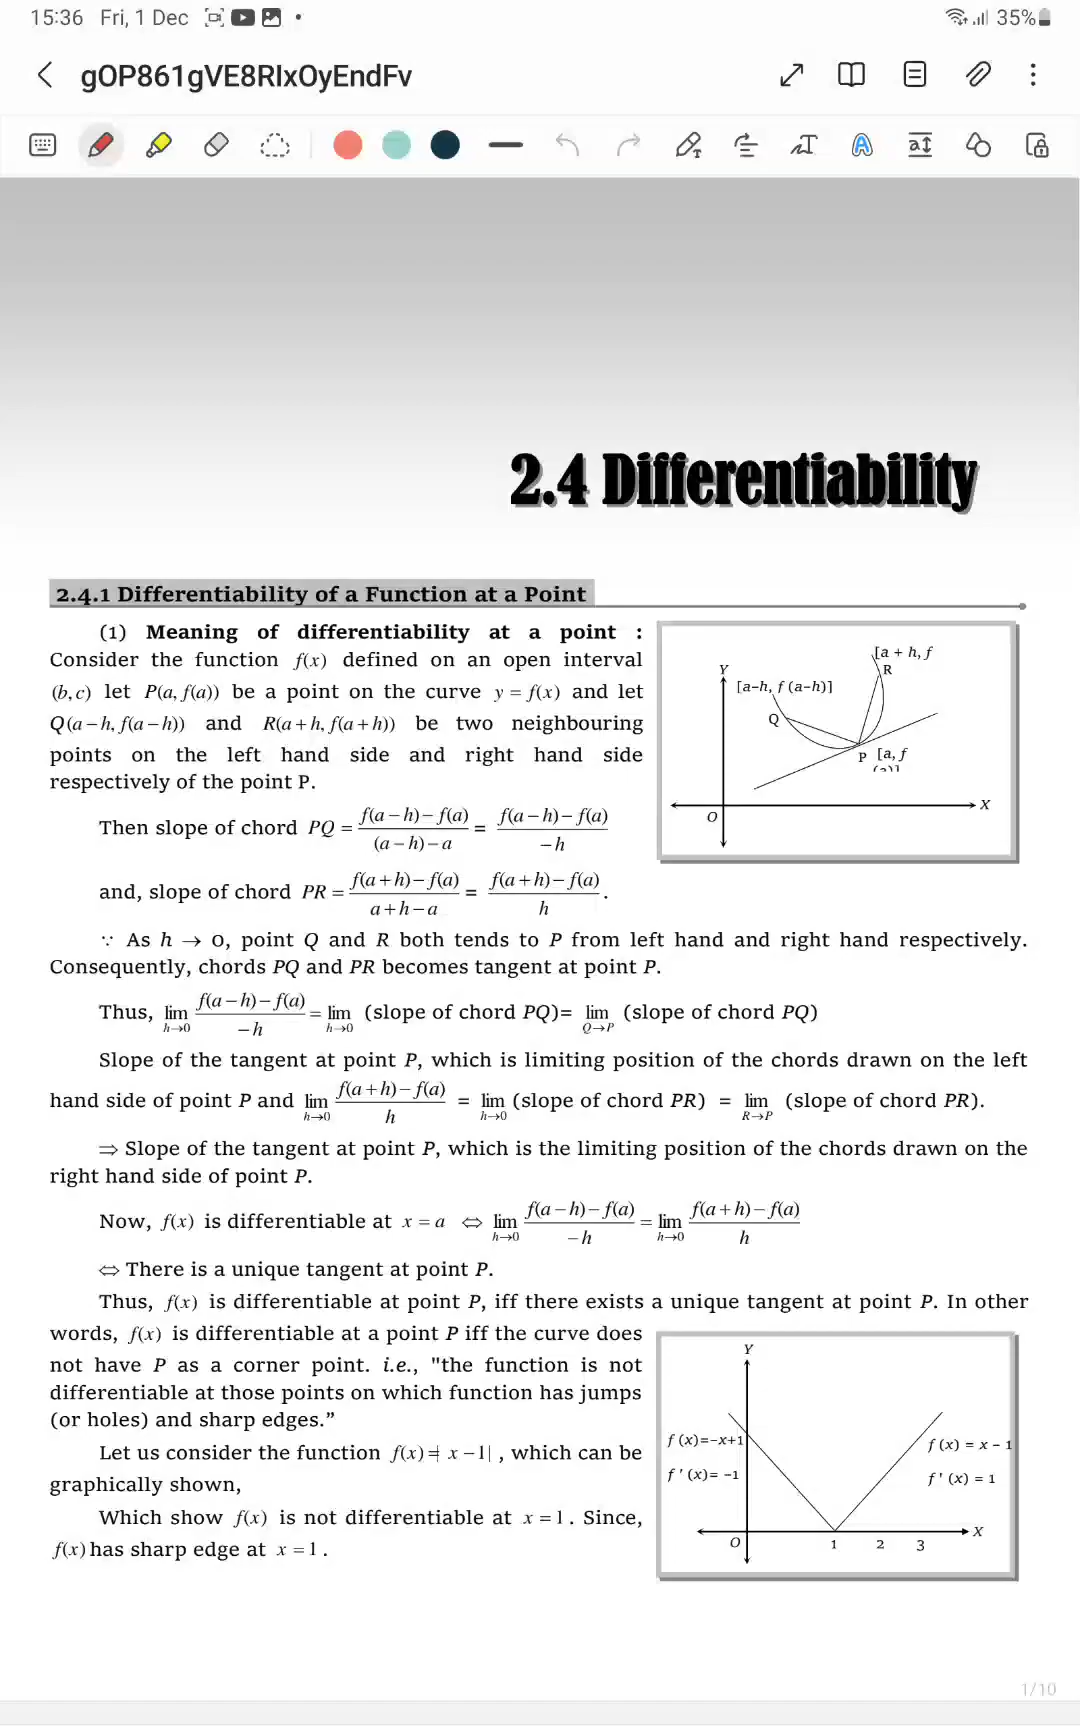 15:36 Fri, 1 Dec
35%
gOP861gVE8RIxOyEndFv
2.4 Differentiability
2.4.1 Differentiability of a Function at a Point
(1) Meaning of differentiability at a point :
Consider the function f(x) defined on an open interval
(b, c) let P(a, f(a)) be a point on the curve y = f(x) and let
Q(a − h, f(a − h)) and R(a + h, f(a + h)) be two neighbouring
points on the left hand side and right hand side
respectively of the point P.
Y
[a + h, f
R
[a–h, f (a–h)]
Q
P [a, f
(a)]
O
X
Then slope of chord PQ = f(a − h) − f(a) / (a − h) − a = f(a − h) − f(a) / − h
and, slope of chord PR = f(a + h) − f(a) / a + h − a = f(a + h) − f(a) / h .
∵ As h → 0, point Q and R both tends to P from left hand and right hand respectively.
Consequently, chords PQ and PR becomes tangent at point P.
Thus, lim h→0 f(a − h) − f(a) / − h = lim h→0 (slope of chord PQ)= lim Q→P (slope of chord PQ)
Slope of the tangent at point P, which is limiting position of the chords drawn on the left
hand side of point P and lim h→0 f(a + h) − f(a) / h = lim h→0 (slope of chord PR) = lim R→P (slope of chord PR).
⇒ Slope of the tangent at point P, which is the limiting position of the chords drawn on the
right hand side of point P.
Now, f(x) is differentiable at x = a ⇔ lim h→0 f(a − h) − f(a) / − h = lim h→0 f(a + h) − f(a) / h
⇔ There is a unique tangent at point P.
Thus, f(x) is differentiable at point P, iff there exists a unique tangent at point P. In other
words, f(x) is differentiable at a point P iff the curve does
not have P as a corner point. i.e., "the function is not
differentiable at those points on which function has jumps
(or holes) and sharp edges.”
Let us consider the function f(x) =| x −1| , which can be
graphically shown,
Which show f(x) is not differentiable at x = 1 . Since,
f(x) has sharp edge at x = 1 .
Y
f (x)=–x+1
f (x) = x – 1
f ' (x)= –1
f ' (x) = 1
X
O
1 2 3
1/10